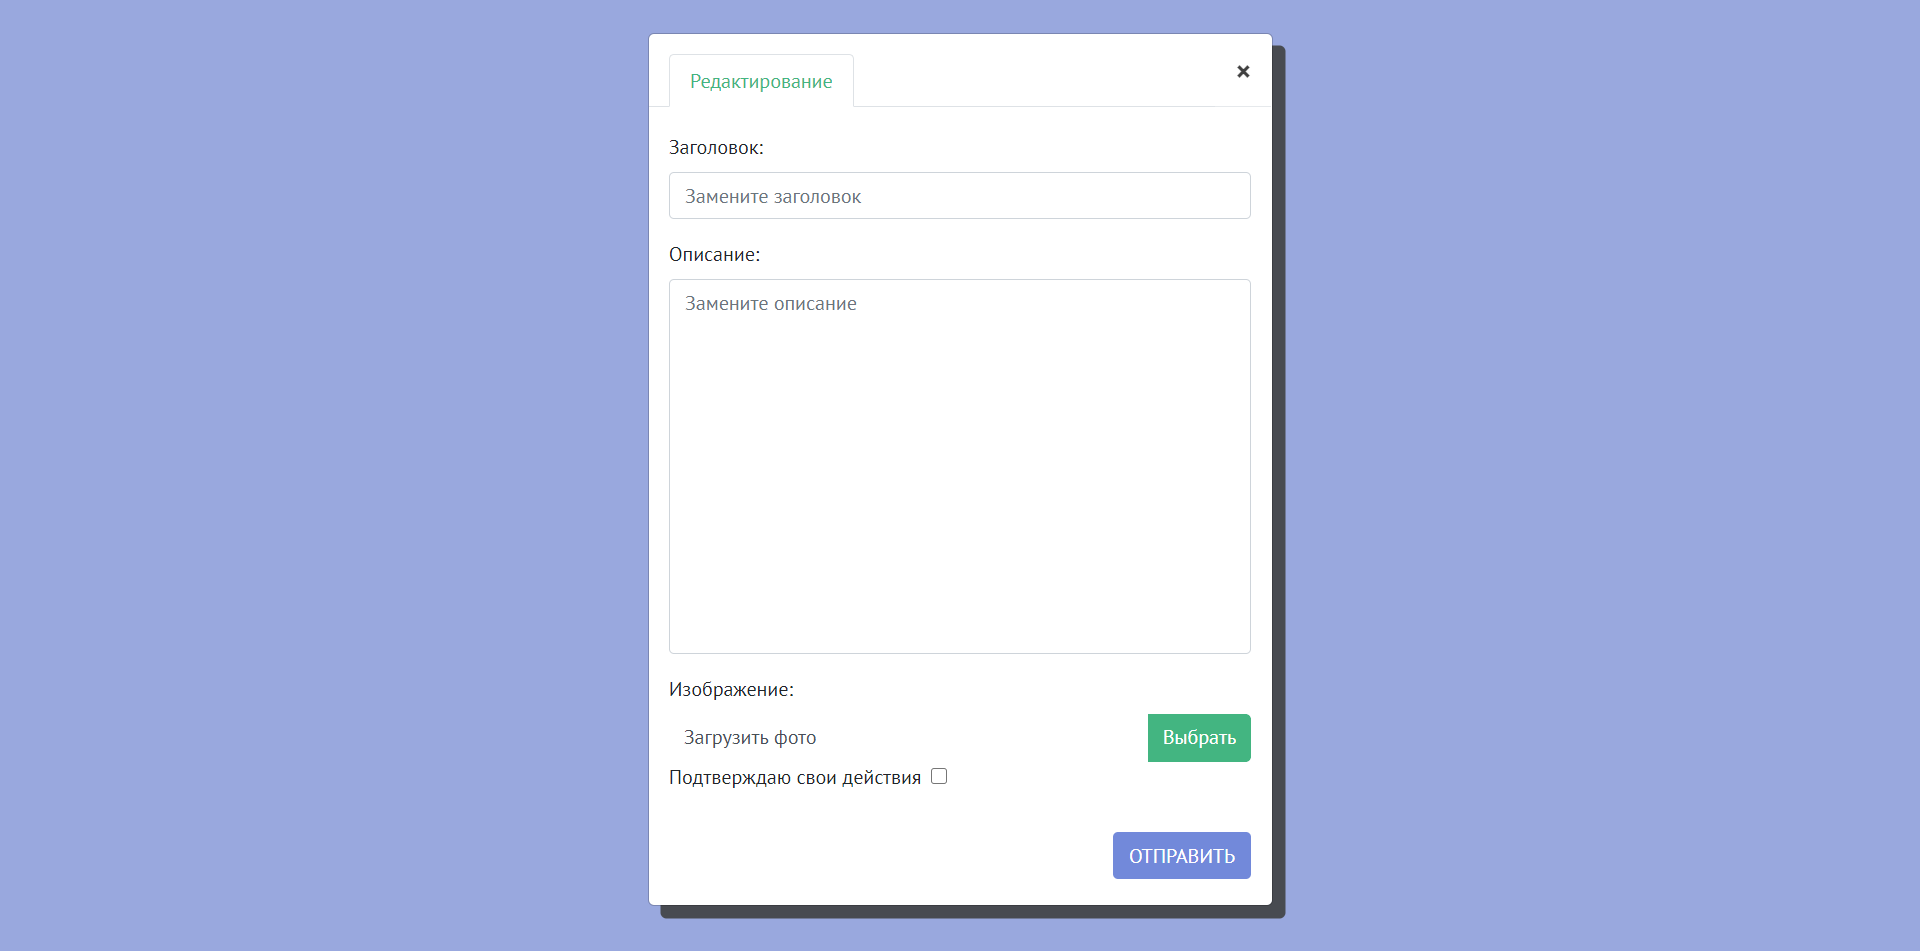 Редактирование
×
Заголовок:
Замените заголовок
Описание:
Замените описание
Изображение:
Загрузить фото Выбрать
Подтверждаю свои действия
ОТПРАВИТЬ